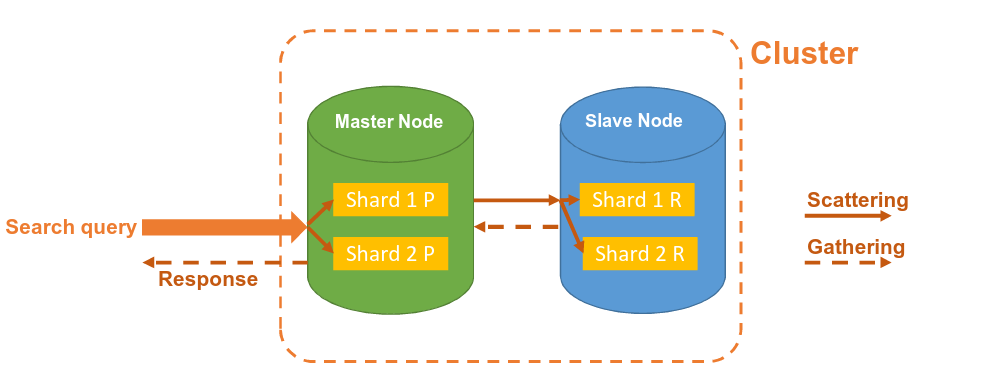 Cluster
Master Node
Slave Node
Shard 1 P
Shard 1 R
Scattering
Search query
Shard 2 P
Shard 2 R
Gathering
Response